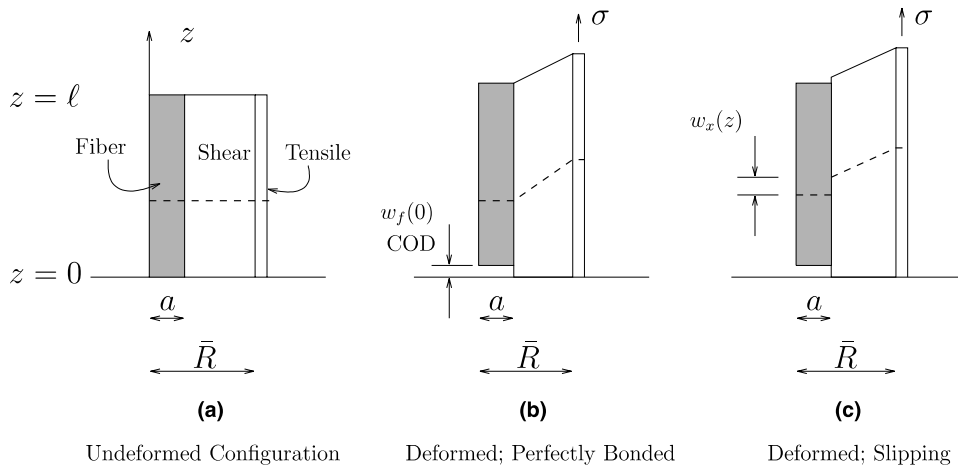 z
z = ℓ
Fiber
Shear
Tensile
z = 0
a
R̄
(a)
Undeformed Configuration
σ
w_f(0)
COD
a
R̄
(b)
Deformed; Perfectly Bonded
σ
w_x(z)
a
R̄
(c)
Deformed; Slipping